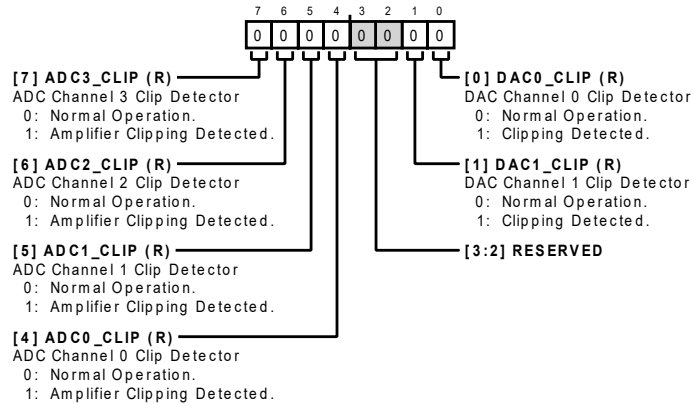 7 6 5 4 3 2 1 0
0 0 0 0 0 0 0 0
[7] ADC3_CLIP (R)
ADC Channel 3 Clip Detector
0: Normal Operation.
1: Amplifier Clipping Detected.
[6] ADC2_CLIP (R)
ADC Channel 2 Clip Detector
0: Normal Operation.
1: Amplifier Clipping Detected.
[5] ADC1_CLIP (R)
ADC Channel 1 Clip Detector
0: Normal Operation.
1: Amplifier Clipping Detected.
[4] ADC0_CLIP (R)
ADC Channel 0 Clip Detector
0: Normal Operation.
1: Amplifier Clipping Detected.
[0] DAC0_CLIP (R)
DAC Channel 0 Clip Detector
0: Normal Operation.
1: Clipping Detected.
[1] DAC1_CLIP (R)
DAC Channel 1 Clip Detector
0: Normal Operation.
1: Clipping Detected.
[3:2] RESERVED